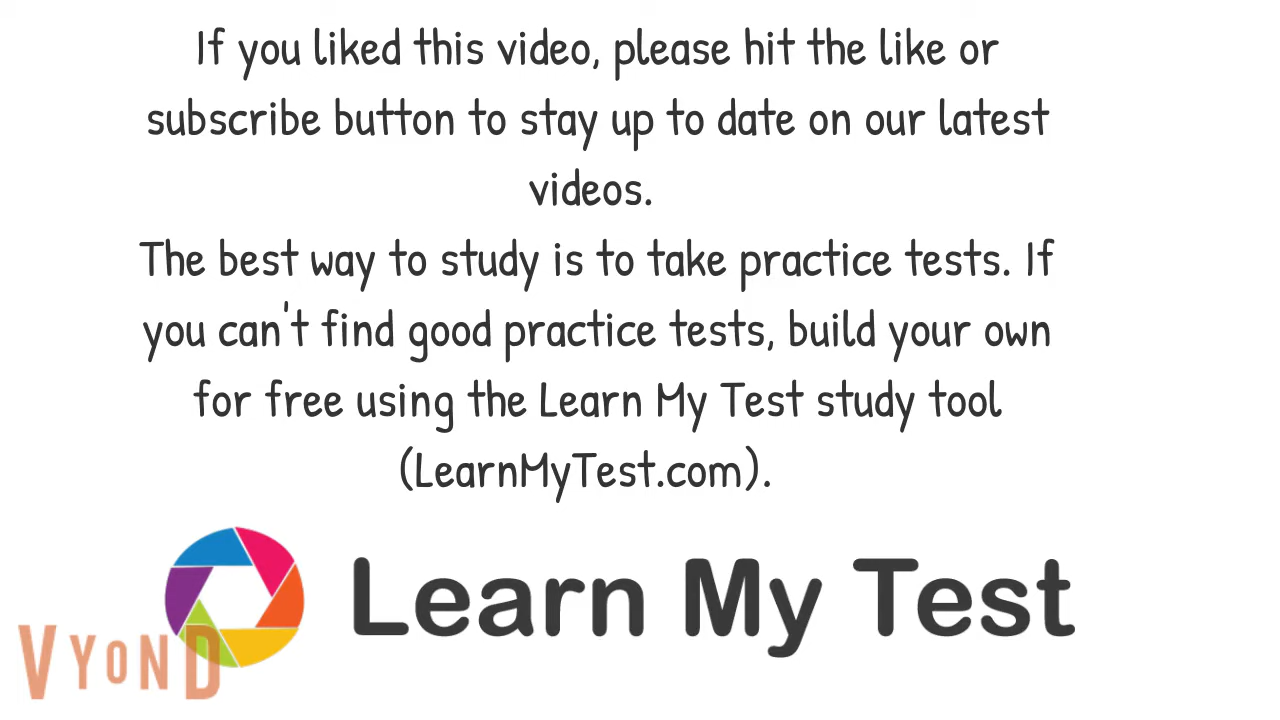 If you liked this video, please hit the like or
subscribe button to stay up to date on our latest
videos.
The best way to study is to take practice tests. If
you can't find good practice tests, build your own
for free using the Learn My Test study tool
(LearnMyTest.com).
Learn My Test
VYOND